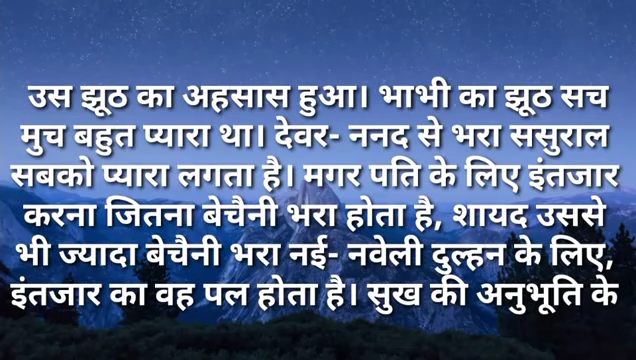 उस झूठ का अहसास हुआ। भाभी का झूठ सच
मुच बहुत प्यारा था। देवर- ननद से भरा ससुराल
सबको प्यारा लगता है। मगर पति के लिए इंतजार
करना जितना बेचैनी भरा होता है, शायद उससे
भी ज्यादा बेचैनी भरा नई- नवेली दुल्हन के लिए,
इंतजार का वह पल होता है। सुख की अनुभूति के